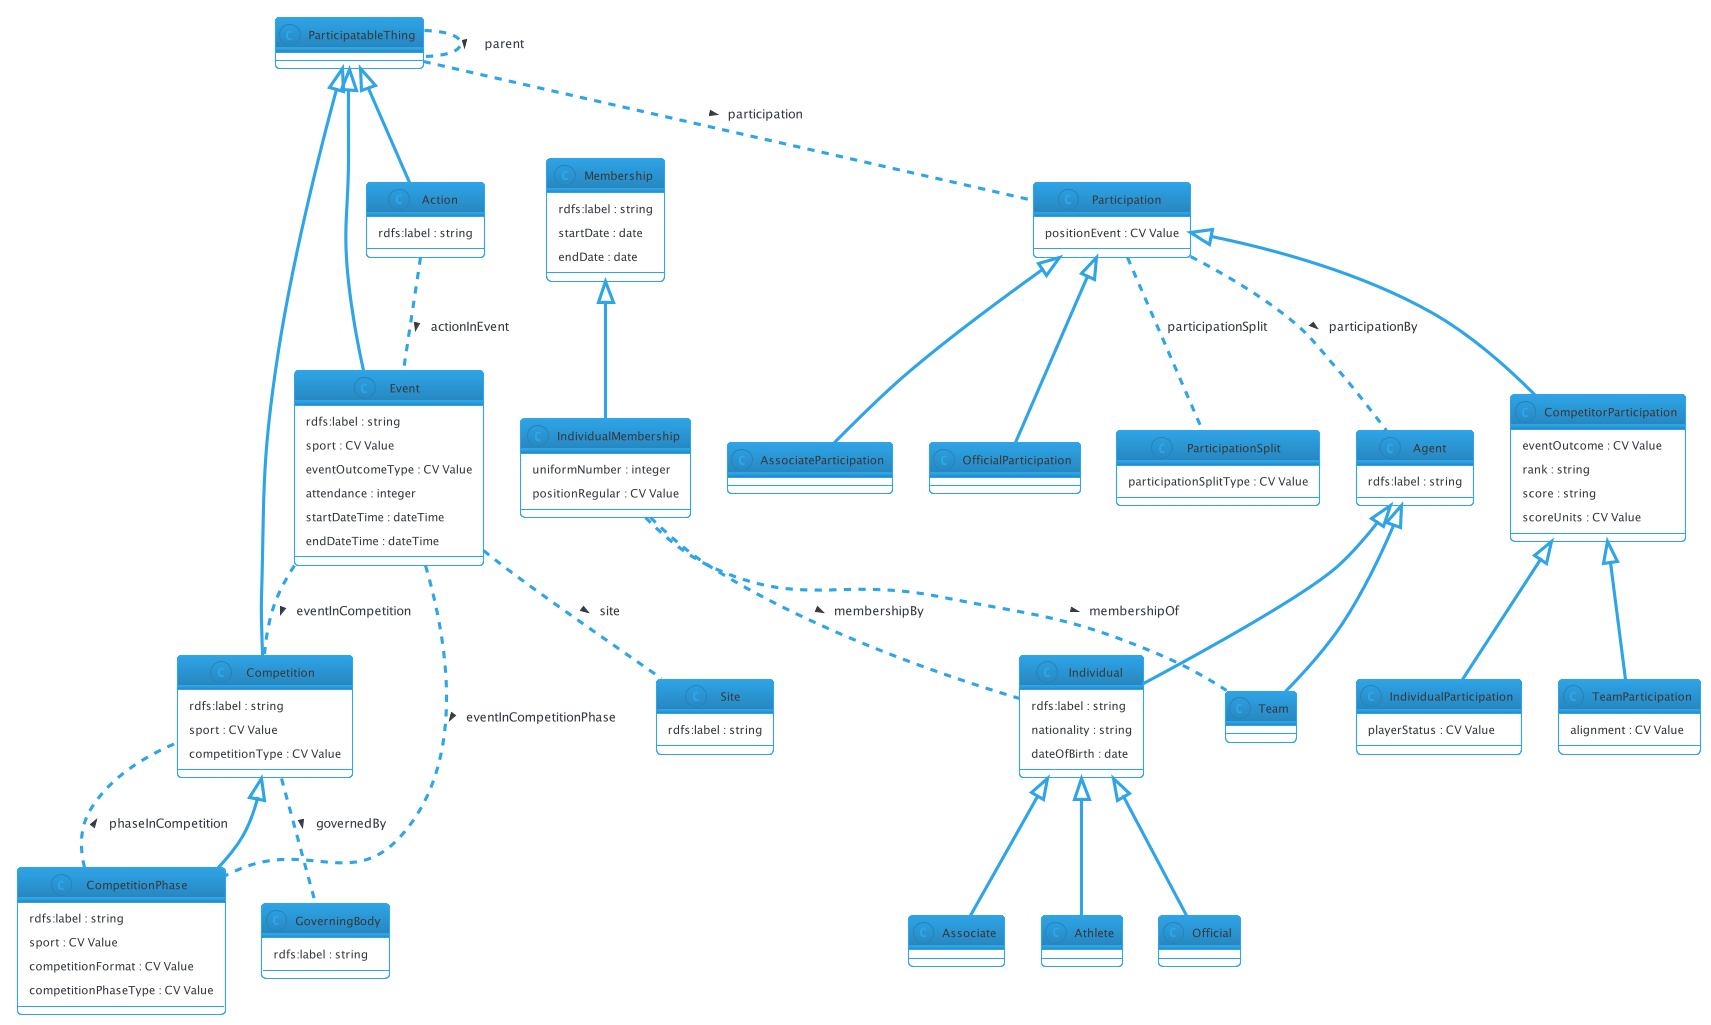 C ParticipatableThing
parent
participation
C Action
rdfs:label : string
C Membership
rdfs:label : string
startDate : date
endDate : date
C Participation
positionEvent : CV Value
actionInEvent
participationSplit
participationBy
C Event
rdfs:label : string
sport : CV Value
eventOutcomeType : CV Value
attendance : integer
startDateTime : dateTime
endDateTime : dateTime
C IndividualMembership
uniformNumber : integer
positionRegular : CV Value
C AssociateParticipation
C OfficialParticipation
C ParticipationSplit
participationSplitType : CV Value
C Agent
rdfs:label : string
C CompetitorParticipation
eventOutcome : CV Value
rank : string
score : string
scoreUnits : CV Value
eventInCompetition
site
membershipBy
membershipOf
C Competition
rdfs:label : string
sport : CV Value
competitionType : CV Value
eventInCompetitionPhase
C Site
rdfs:label : string
C Individual
rdfs:label : string
nationality : string
dateOfBirth : date
C Team
C IndividualParticipation
playerStatus : CV Value
C TeamParticipation
alignment : CV Value
phaseInCompetition
governedBy
C CompetitionPhase
rdfs:label : string
sport : CV Value
competitionFormat : CV Value
competitionPhaseType : CV Value
C GoverningBody
rdfs:label : string
C Associate
C Athlete
C Official